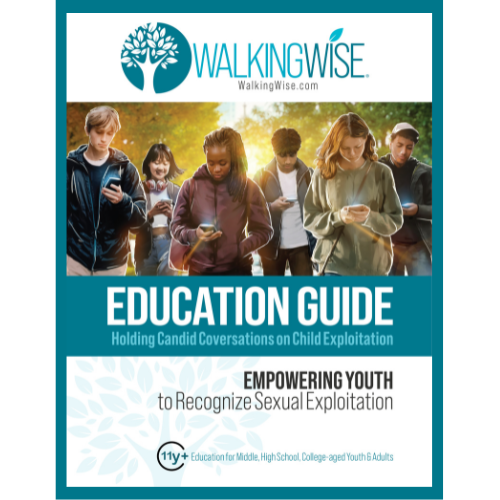 WALKINGWISE®
WalkingWise.com
EDUCATION GUIDE
Holding Candid Coversations on Child Exploitation
EMPOWERING YOUTH
to Recognize Sexual Exploitation
11y+ Education for Middle, High School, College-aged Youth & Adults